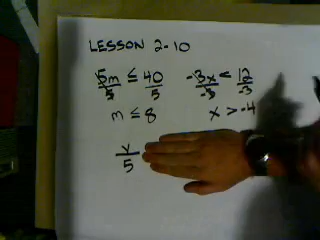 LESSON 2-10
5m/5 ≤ 40/5 -3x/-3 < 12/-3
m ≤ 8 x > -4
v/5